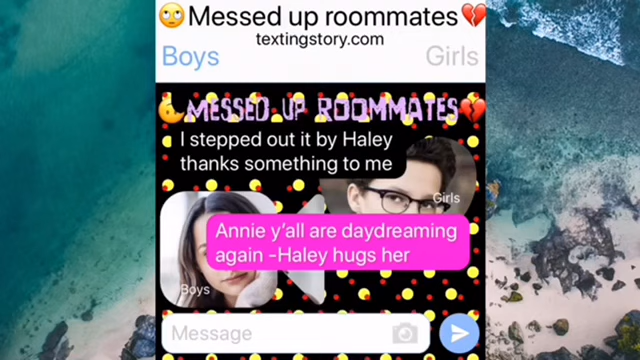 🙄Messed up roommates💔
textingstory.com
Boys Girls
MESSED UP ROOMMATES💔
I stepped out it by Haley
thanks something to me
Girls
Annie y'all are daydreaming
again -Haley hugs her
Boys
Message